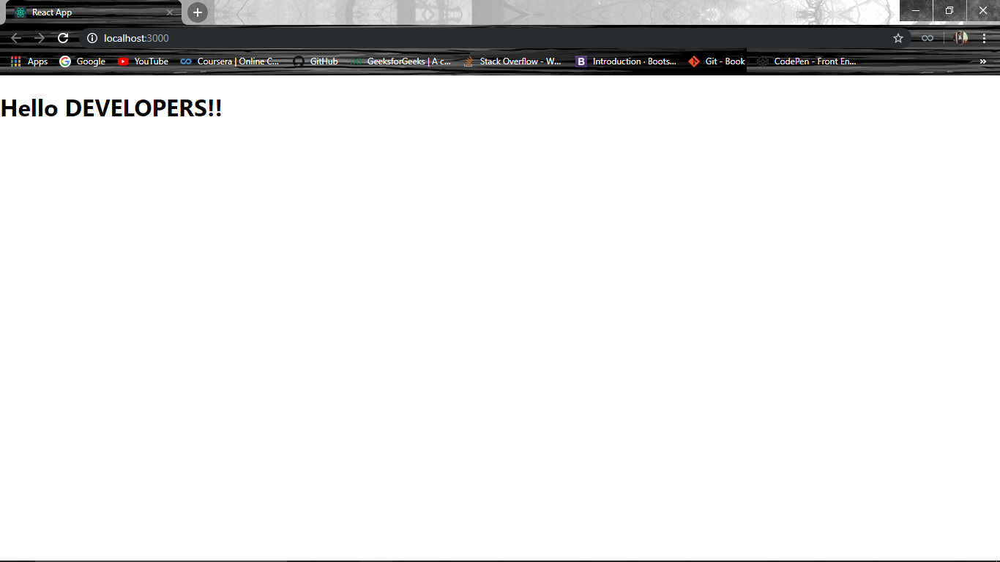 React App
localhost:3000
Apps Google YouTube Coursera | Online C... GitHub GeeksforGeeks | A c... Stack Overflow - W... Introduction · Boots... Git - Book CodePen - Front En... »
Hello DEVELOPERS!!